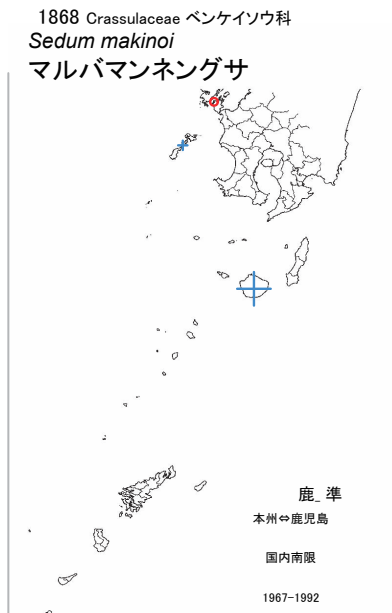 1868 Crassulaceae ベンケイソウ科
Sedum makinoi
マルバマンネングサ
鹿_準
本州⇔鹿児島
国内南限
1967-1992